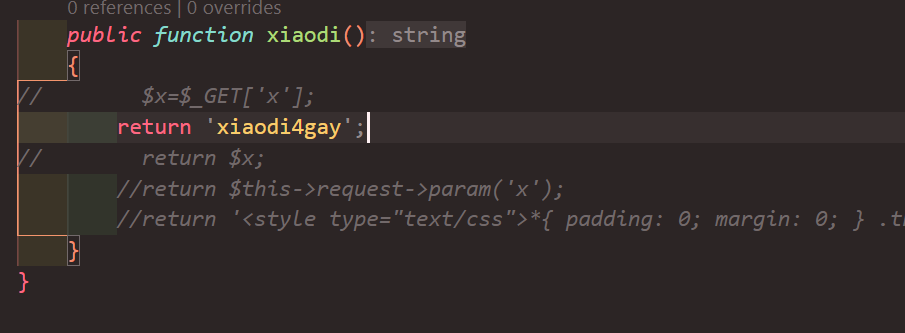 0 references | 0 overrides
public function xiaodi(): string
{
// $x=$_GET['x'];
return 'xiaodi4gay';
// return $x;
//return $this->request->param('x');
//return '<style type="text/css">*{ padding: 0; margin: 0; } .th
}
}